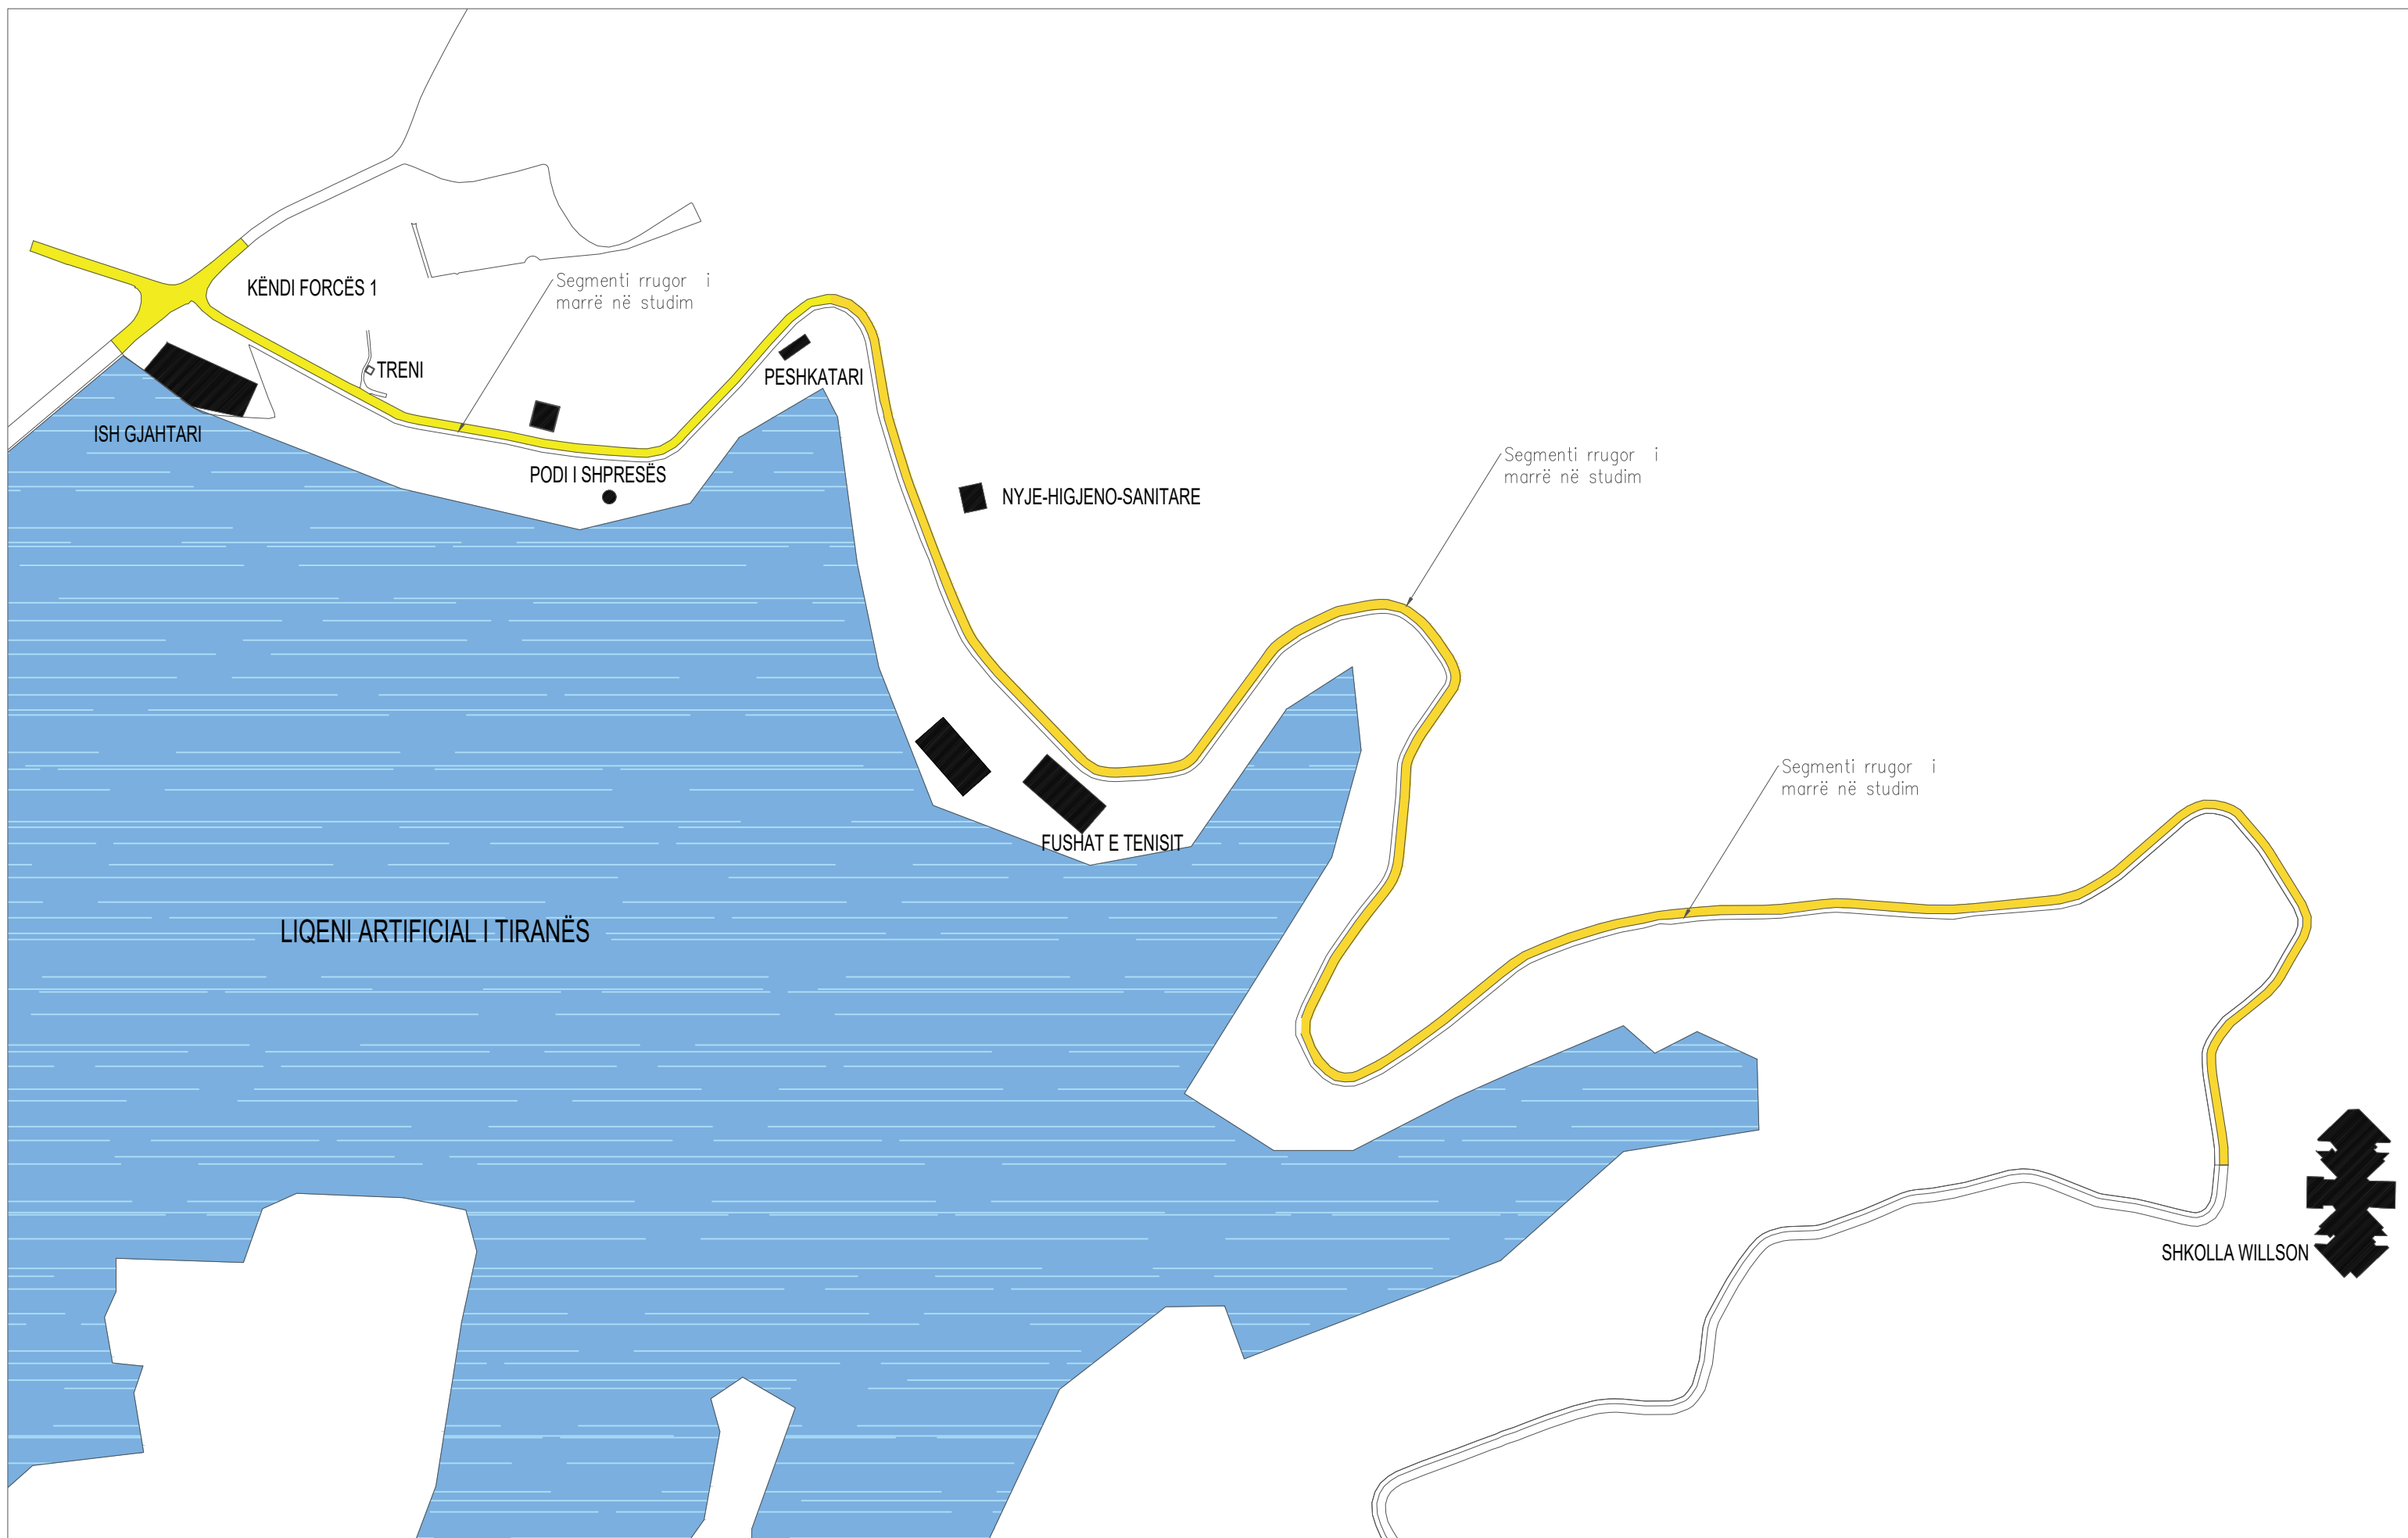 KËNDI FORCËS 1
Segmenti rrugor i
marrë në studim
TRENI
PESHKATARI
ISH GJAHTARI
PODI I SHPRESËS
NYJE-HIGJENO-SANITARE
Segmenti rrugor i
marrë në studim
Segmenti rrugor i
marrë në studim
FUSHAT E TENISIT
LIQENI ARTIFICIAL I TIRANËS
SHKOLLA WILLSON